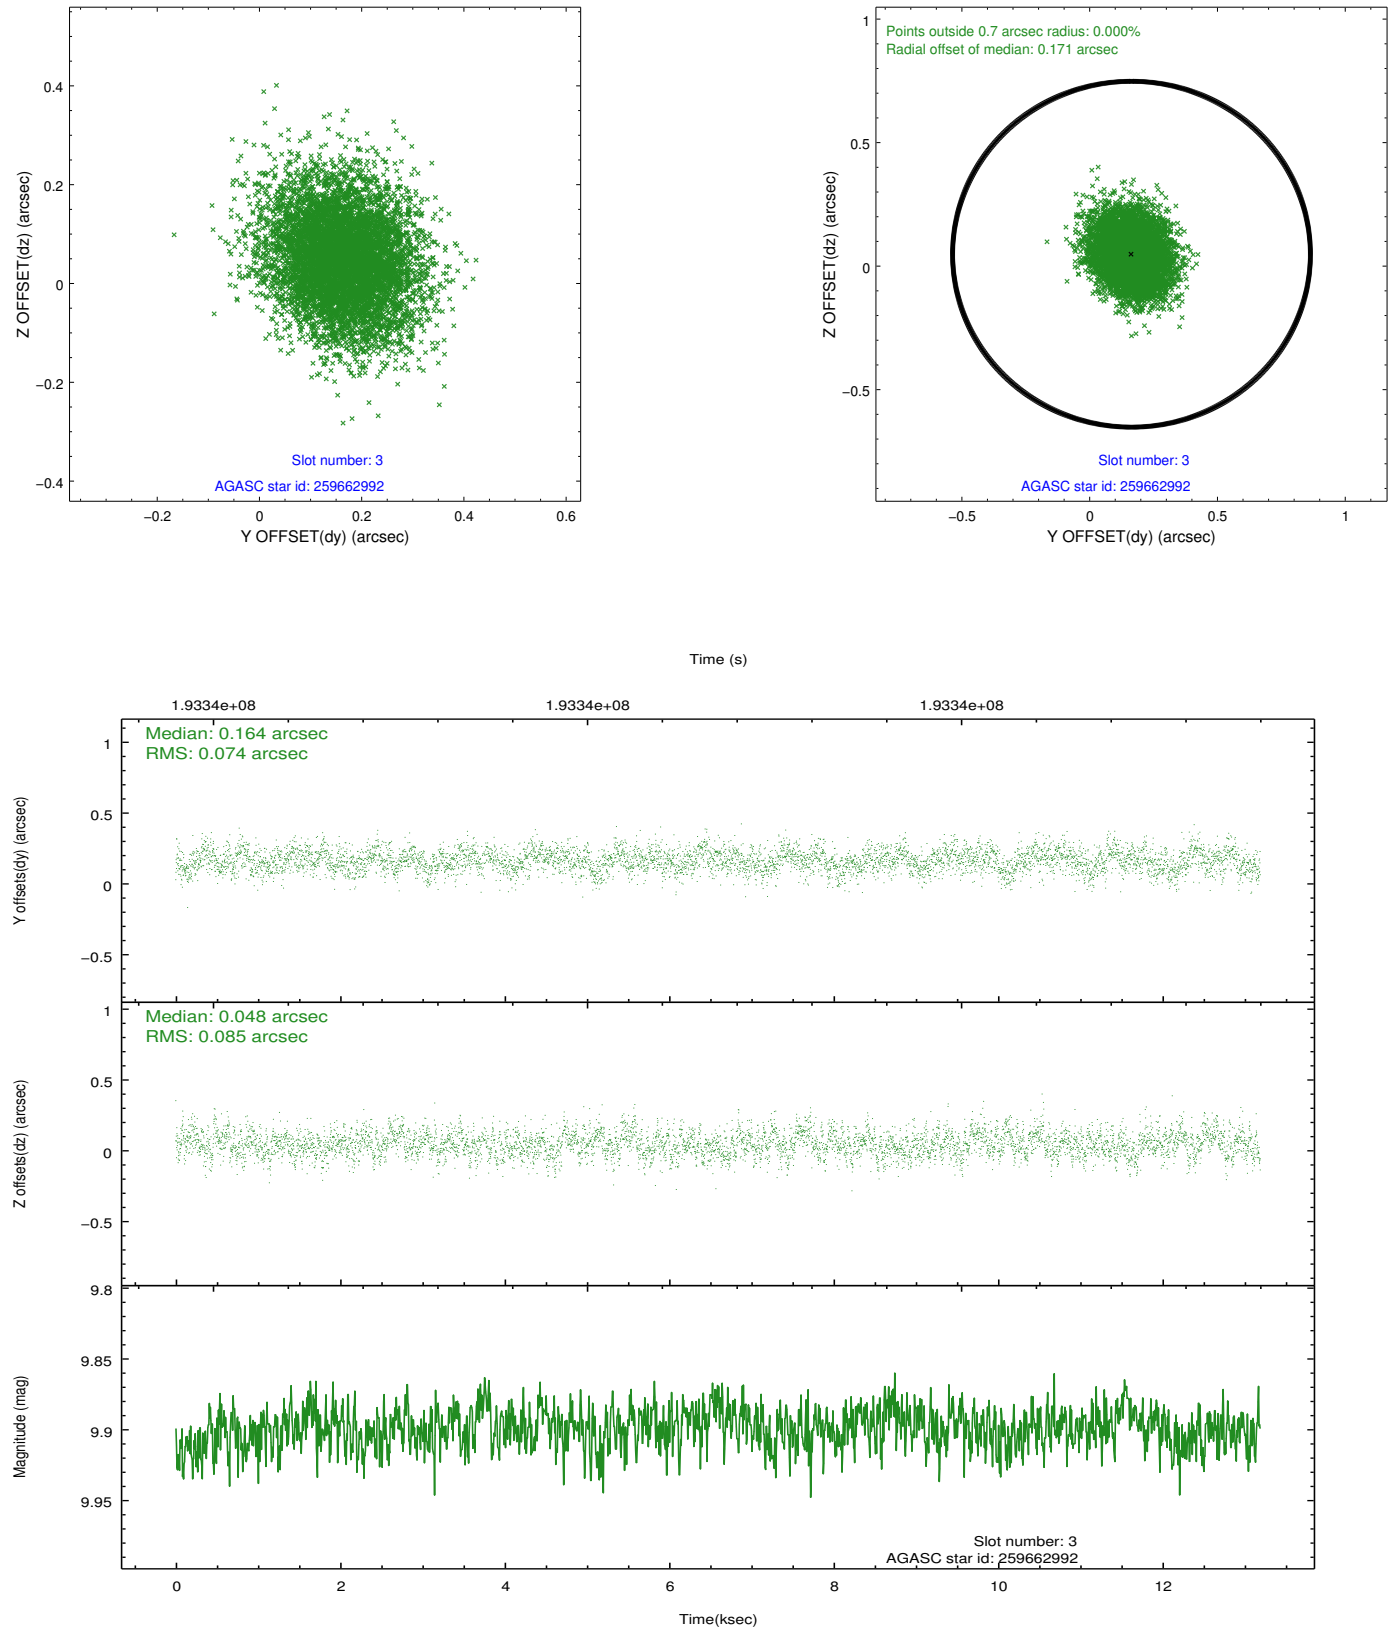 0.4
0.2
0
−0.2
−0.4
Z OFFSET(dz) (arcsec)
Slot number: 3
AGASC star id: 259662992
−0.2
0
0.2
0.4
0.6
Y OFFSET(dy) (arcsec)
1
0.5
0
−0.5
Z OFFSET(dz) (arcsec)
Points outside 0.7 arcsec radius: 0.000%
Radial offset of median: 0.171 arcsec
Slot number: 3
AGASC star id: 259662992
−0.5
0
0.5
1
Y OFFSET(dy) (arcsec)
Time (s)
1.9334e+08
1.9334e+08
1.9334e+08
Median: 0.164 arcsec
RMS: 0.074 arcsec
1
0.5
0
−0.5
Y offsets(dy) (arcsec)
Median: 0.048 arcsec
RMS: 0.085 arcsec
1
0.5
0
−0.5
Z offsets(dz) (arcsec)
9.8
9.85
9.9
9.95
Magnitude (mag)
Slot number: 3
AGASC star id: 259662992
0
2
4
6
8
10
12
Time(ksec)